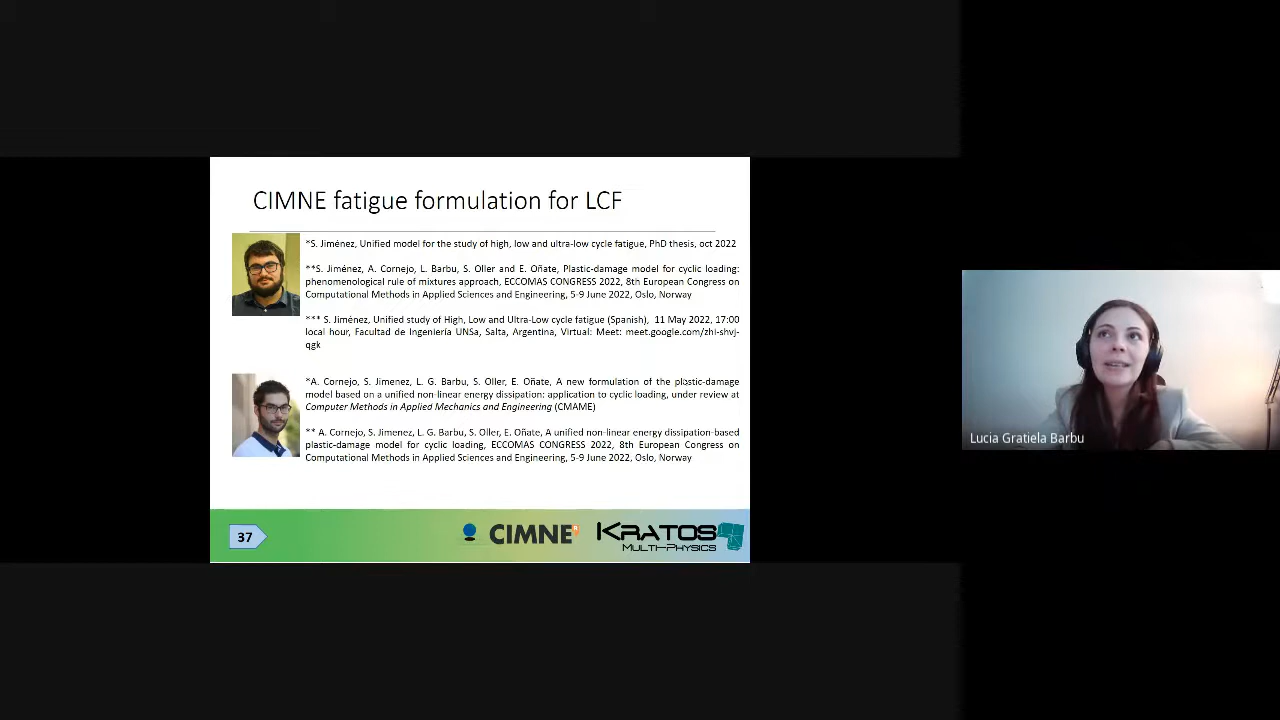 CIMNE fatigue formulation for LCF
*S. Jiménez, Unified model for the study of high, low and ultra-low cycle fatigue, PhD thesis, oct 2022
**S. Jiménez, A. Cornejo, L. Barbu, S. Oller and E. Oñate, Plastic-damage model for cyclic loading:
phenomenological rule of mixtures approach, ECCOMAS CONGRESS 2022, 8th European Congress on
Computational Methods in Applied Sciences and Engineering, 5-9 June 2022, Oslo, Norway
*** S. Jiménez, Unified study of High, Low and Ultra-Low cycle fatigue (Spanish), 11 May 2022, 17:00
local hour, Facultad de Ingeniería UNSa, Salta, Argentina, Virtual: Meet: meet.google.com/zhi-shvj-
qgk
*A. Cornejo, S. Jimenez, L. G. Barbu, S. Oller, E. Oñate, A new formulation of the plastic-damage
model based on a unified non-linear energy dissipation: application to cyclic loading, under review at
Computer Methods in Applied Mechanics and Engineering (CMAME)
** A. Cornejo, S. Jimenez, L. G. Barbu, S. Oller, E. Oñate, A unified non-linear energy dissipation-based
plastic-damage model for cyclic loading, ECCOMAS CONGRESS 2022, 8th European Congress on
Computational Methods in Applied Sciences and Engineering, 5-9 June 2022, Oslo, Norway
37
CIMNE
KRATOS
MULTI-PHYSICS
Lucia Gratiela Barbu